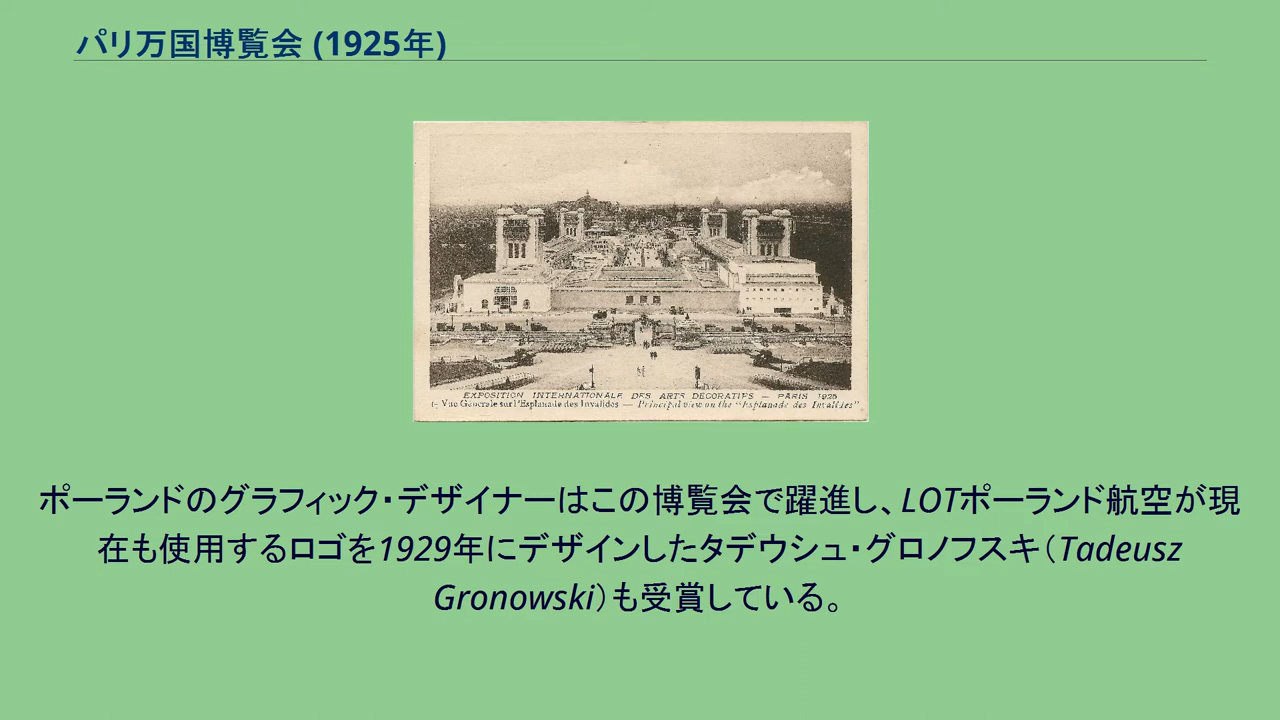 パリ万国博覧会 (1925年)
EXPOSITION INTERNATIONALE DES ARTS DÉCORATIFS — PARIS 1925
Vue Générale sur l'Esplanade des Invalides — Principal view on the "Esplanade des Invalides"
ポーランドのグラフィック・デザイナーはこの博覧会で躍進し、LOTポーランド航空が現
在も使用するロゴを1929年にデザインしたタデウシュ・グロノフスキ（Tadeusz
Gronowski）も受賞している。